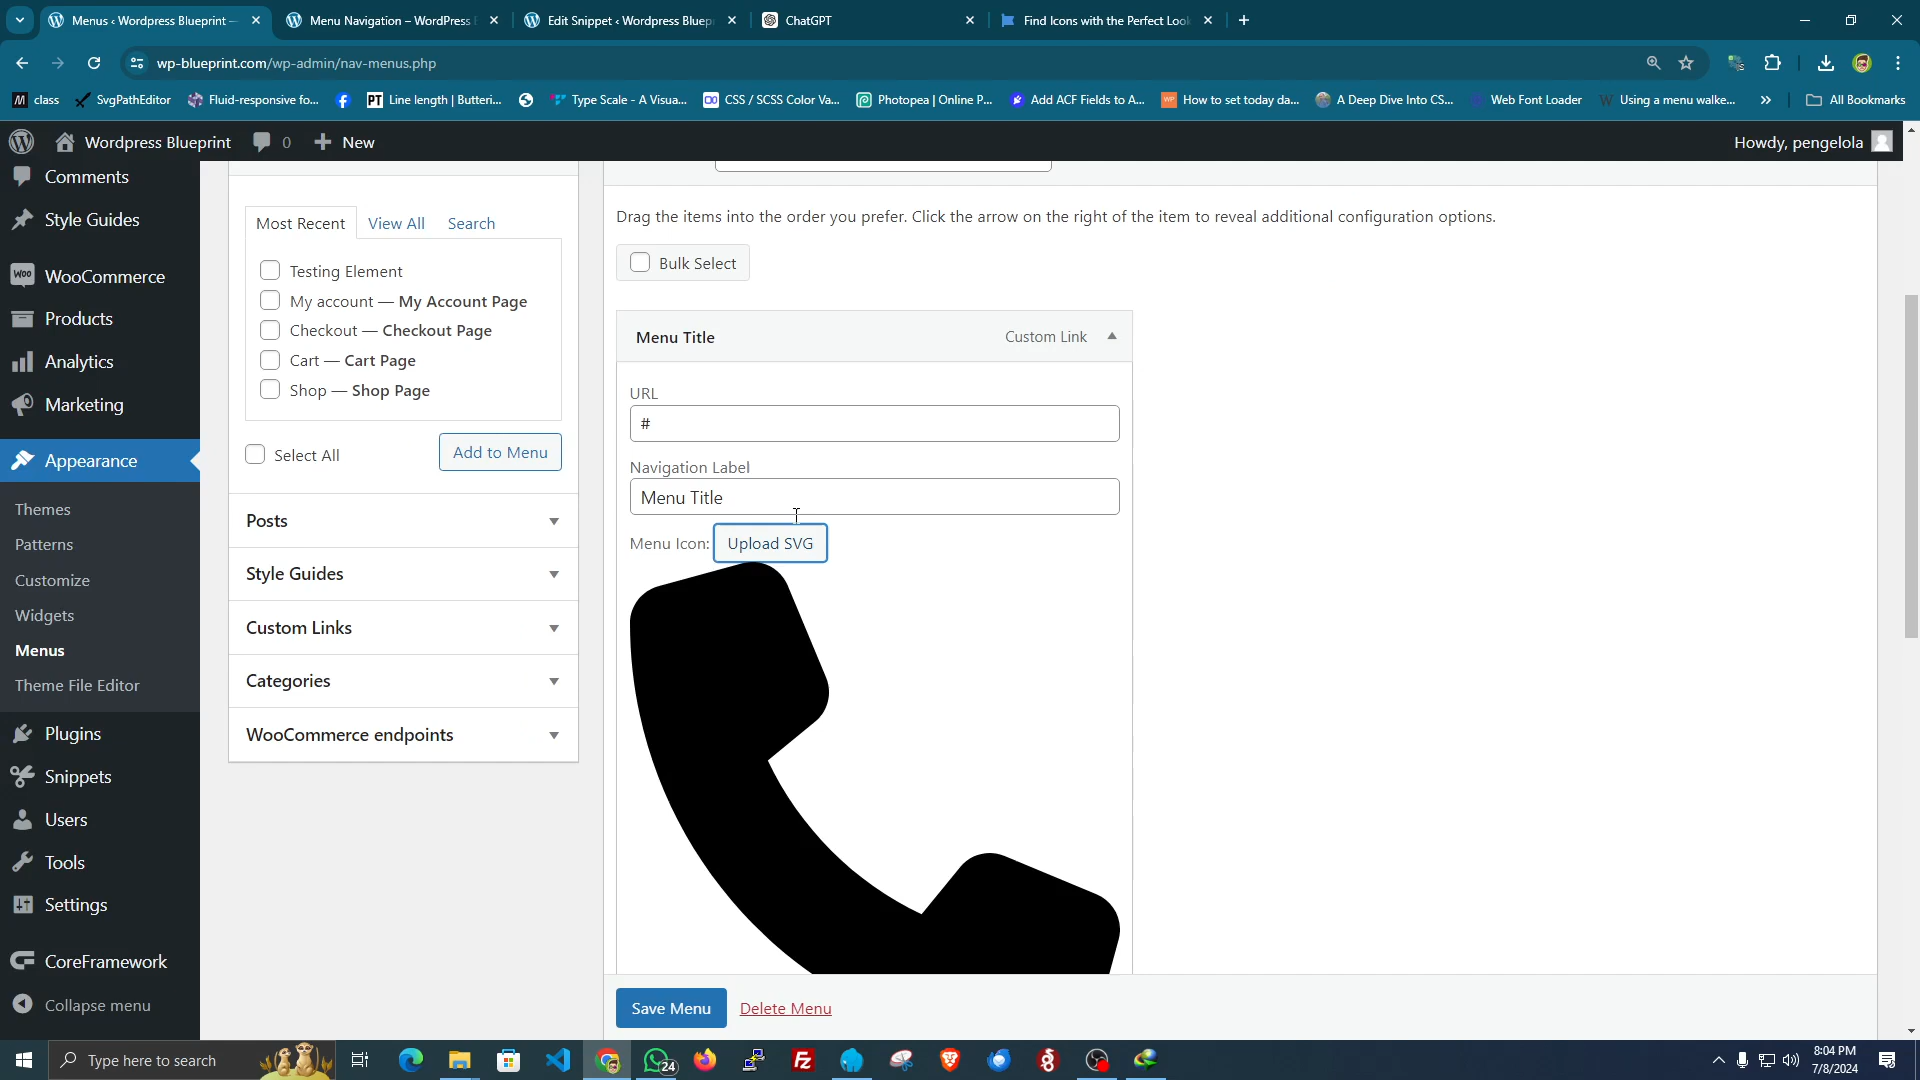 Menus ‹ Wordpress Blueprint —
Menu Navigation – WordPress B
Edit Snippet ‹ Wordpress Bluep
ChatGPT
Find Icons with the Perfect Look
wp-blueprint.com/wp-admin/nav-menus.php
class
SvgPathEditor
Fluid-responsive fo...
PT
Line length | Butteri...
Type Scale - A Visua...
CSS / SCSS Color Va...
Photopea | Online P...
Add ACF Fields to A...
How to set today da...
A Deep Dive Into CS...
Web Font Loader
Using a menu walke...
»
All Bookmarks
Wordpress Blueprint
0
New
Howdy, pengelola
Comments
Style Guides
WooCommerce
Products
Analytics
Marketing
Appearance
Themes
Patterns
Customize
Widgets
Menus
Theme File Editor
Plugins
Snippets
Users
Tools
Settings
CoreFramework
Collapse menu
Most Recent
View All
Search
Testing Element
My account — My Account Page
Checkout — Checkout Page
Cart — Cart Page
Shop — Shop Page
Select All
Add to Menu
Posts
Style Guides
Custom Links
Categories
WooCommerce endpoints
Drag the items into the order you prefer. Click the arrow on the right of the item to reveal additional configuration options.
Bulk Select
Menu Title
Custom Link
URL
#
Navigation Label
Menu Title
Menu Icon:
Upload SVG
Save Menu
Delete Menu
Type here to search
24
8:04 PM
7/8/2024